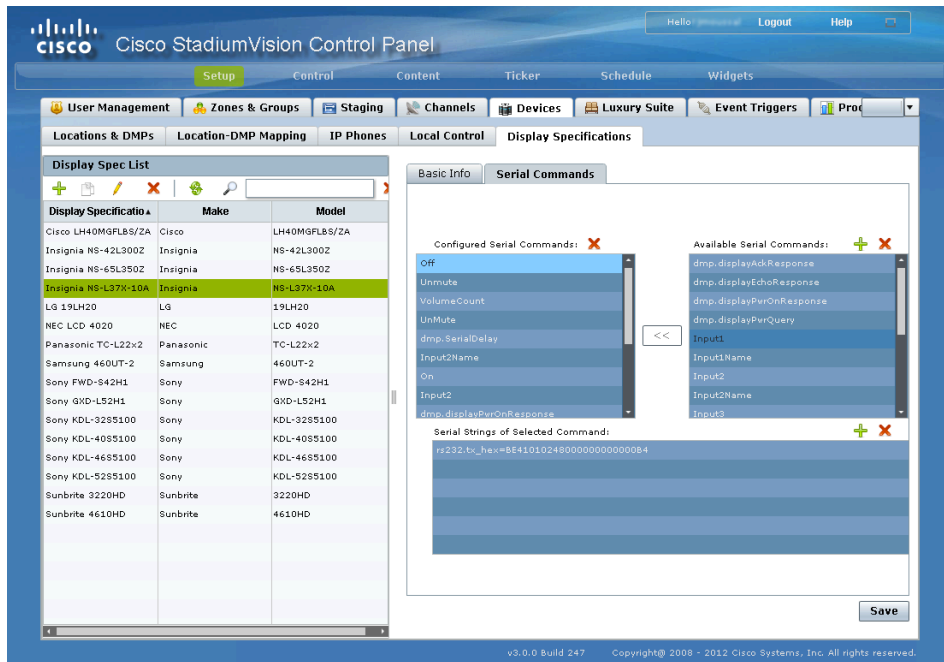 Hello
Logout
Help
CISCO
Cisco StadiumVision Control Panel
Setup
Control
Content
Ticker
Schedule
Widgets
User Management
Zones & Groups
Staging
Channels
Devices
Luxury Suite
Event Triggers
Prod
Locations & DMPs
Location-DMP Mapping
IP Phones
Local Control
Display Specifications
Display Spec List
Display Specificatio Make Model
Cisco LH40MGFLBS/ZA Cisco LH40MGFLBS/ZA
Insignia NS-42L300Z Insignia NS-42L300Z
Insignia NS-65L350Z Insignia NS-65L350Z
Insignia NS-L37X-10A Insignia NS-L37X-10A
LG 19LH20 LG 19LH20
NEC LCD 4020 NEC LCD 4020
Panasonic TC-L22x2 Panasonic TC-L22x2
Samsung 460UT-2 Samsung 460UT-2
Sony FWD-S42H1 Sony FWD-S42H1
Sony GXD-L52H1 Sony GXD-L52H1
Sony KDL-32S5100 Sony KDL-32S5100
Sony KDL-40S5100 Sony KDL-40S5100
Sony KDL-46S5100 Sony KDL-46S5100
Sony KDL-52S5100 Sony KDL-52S5100
Sunbrite 3220HD Sunbrite 3220HD
Sunbrite 4610HD Sunbrite 4610HD
Basic Info
Serial Commands
Configured Serial Commands:
Off
Unmute
VolumeCount
UnMute
dmp.SerialDelay
Input2Name
On
Input2
dmp.displayPwrOnResponse
<<
Available Serial Commands:
dmp.displayAckResponse
dmp.displayEchoResponse
dmp.displayPwrOnResponse
dmp.displayPwrQuery
Input1
Input1Name
Input2
Input2Name
Input3
Serial Strings of Selected Command:
rs232.tx_hex=BE41010248000000000000B4
Save
v3.0.0 Build 247
Copyright@ 2008 - 2012 Cisco Systems, Inc. All rights reserved.